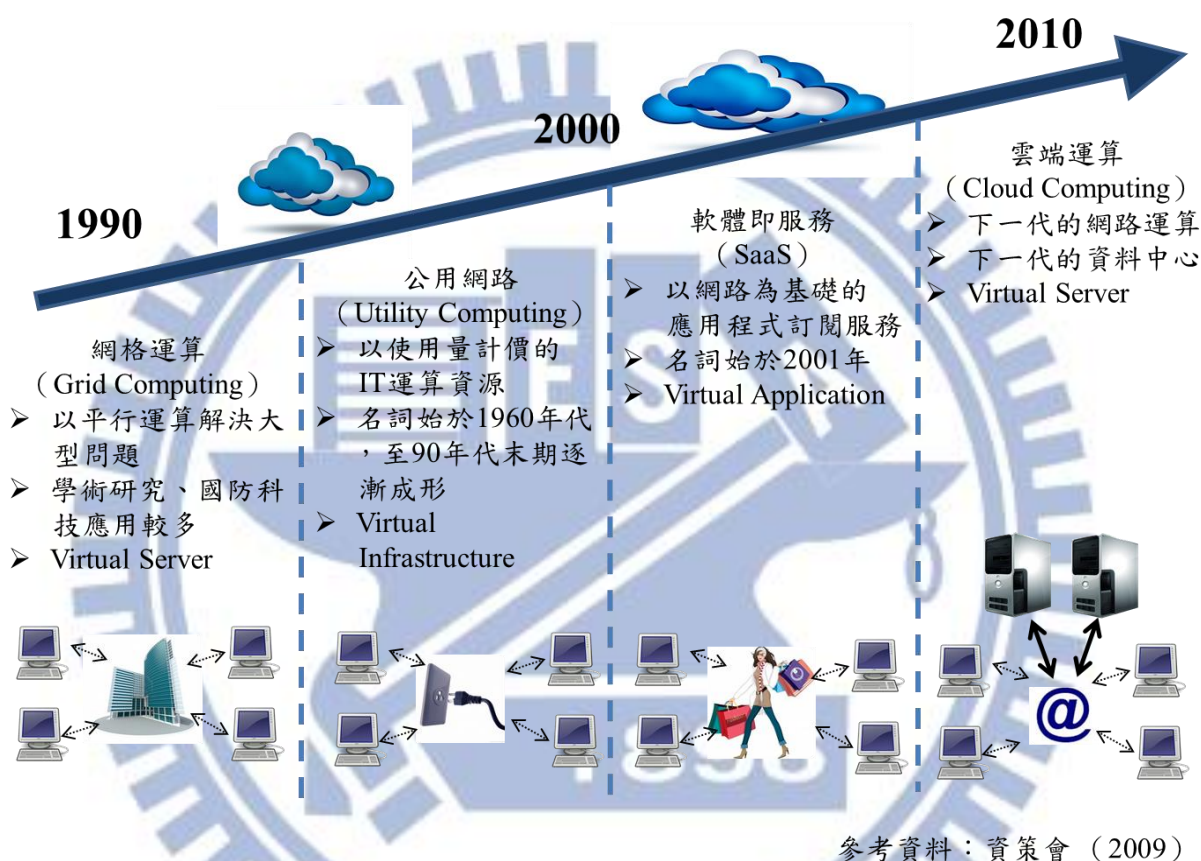 1990
2000
2010
網格運算
（Grid Computing）
➢ 以平行運算解決大
型問題
➢ 學術研究、國防科
技應用較多
➢ Virtual Server
公用網路
（Utility Computing）
➢ 以使用量計價的
IT運算資源
➢ 名詞始於1960年代
，至90年代末期逐
漸成形
➢ Virtual
Infrastructure
軟體即服務
（SaaS）
➢ 以網路為基礎的
應用程式訂閱服務
➢ 名詞始於2001年
➢ Virtual Application
雲端運算
（Cloud Computing）
➢ 下一代的網路運算
➢ 下一代的資料中心
➢ Virtual Server
@
ES
1896
參考資料：資策會（2009）